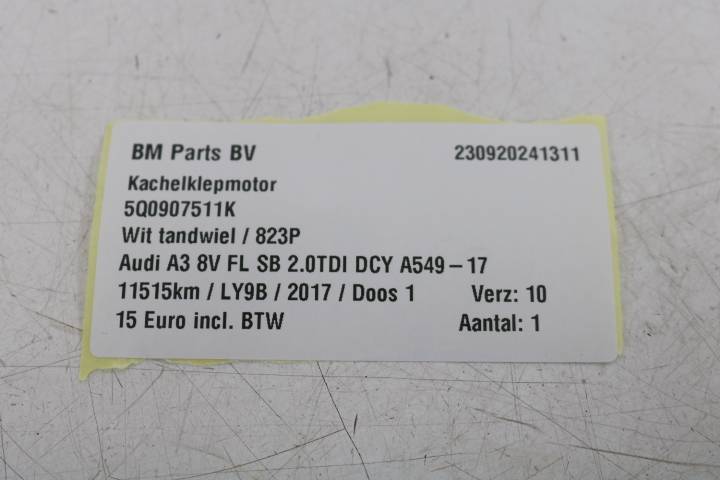 BM Parts BV 230920241311
Kachelklepmotor
5Q0907511K
Wit tandwiel / 823P
Audi A3 8V FL SB 2.0TDI DCY A549-17
11515km / LY9B / 2017 / Doos 1 Verz: 10
15 Euro incl. BTW Aantal: 1